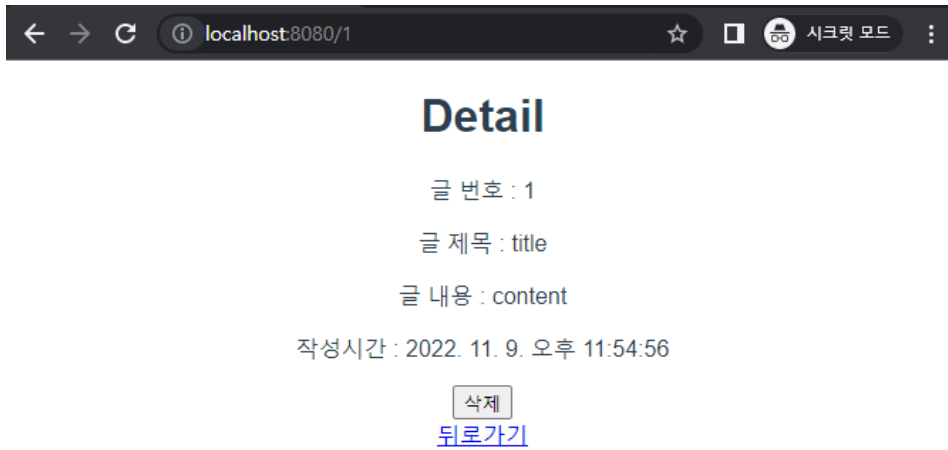 localhost:8080/1
시크릿 모드
Detail
글 번호 : 1
글 제목 : title
글 내용 : content
작성시간 : 2022. 11. 9. 오후 11:54:56
삭제
뒤로가기